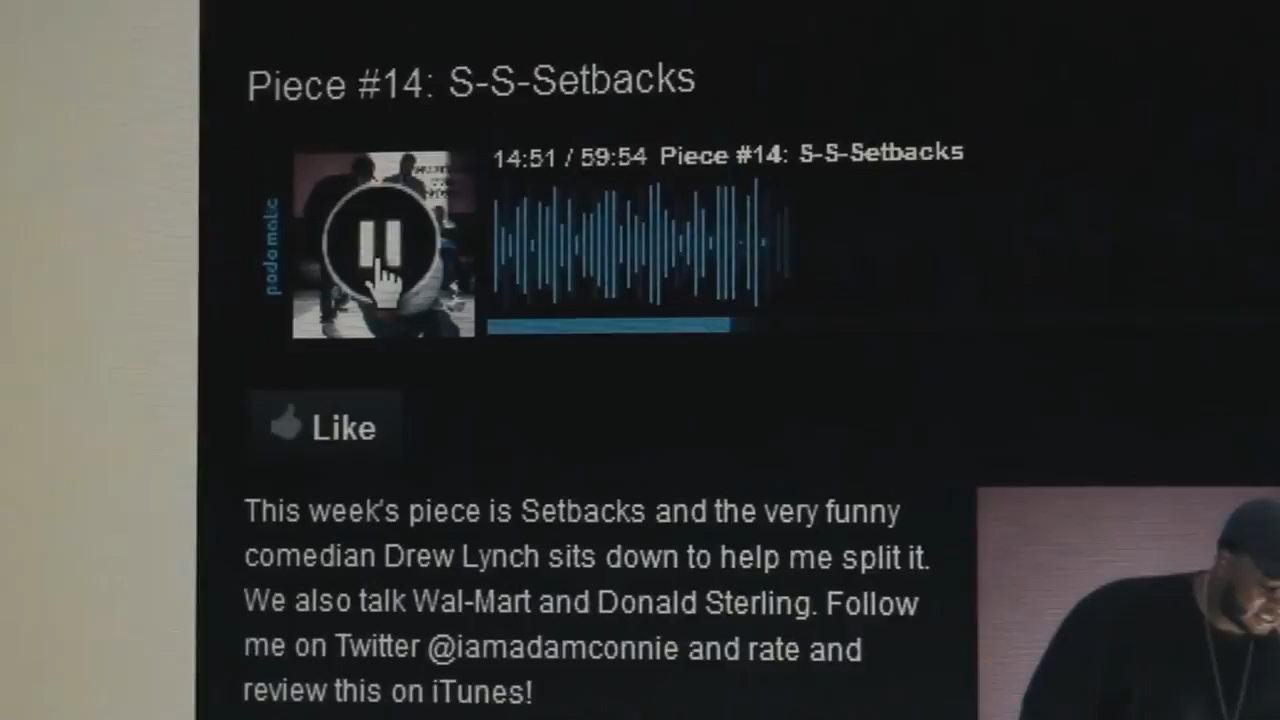 Piece #14: S-S-Setbacks
14:51 / 59:54 Piece #14: S-S-Setbacks
podomatic
Like
This week's piece is Setbacks and the very funny
comedian Drew Lynch sits down to help me split it.
We also talk Wal-Mart and Donald Sterling. Follow
me on Twitter @iamadamconnie and rate and
review this on iTunes!